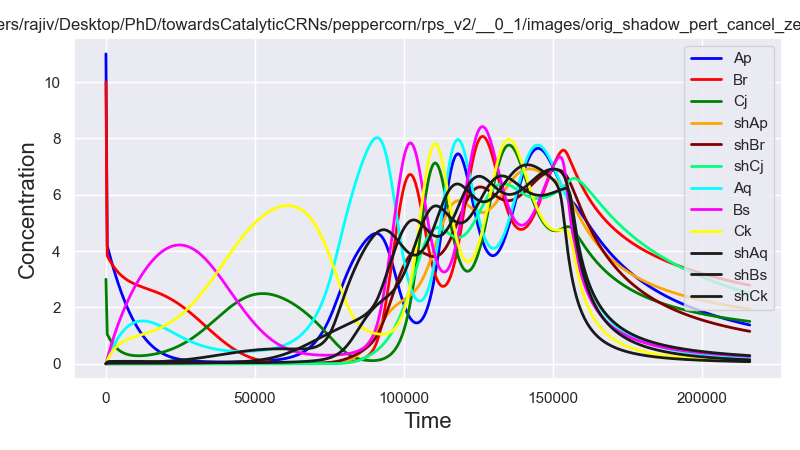 ers/rajiv/Desktop/PhD/towardsCatalyticCRNs/peppercorn/rps_v2/__0_1/images/orig_shadow_pert_cancel_ze
Ap
Br
Cj
shAp
shBr
shCj
Aq
Bs
Ck
shAq
shBs
shCk
10
8
6
4
2
0
Concentration
0
50000
100000
150000
200000
Time